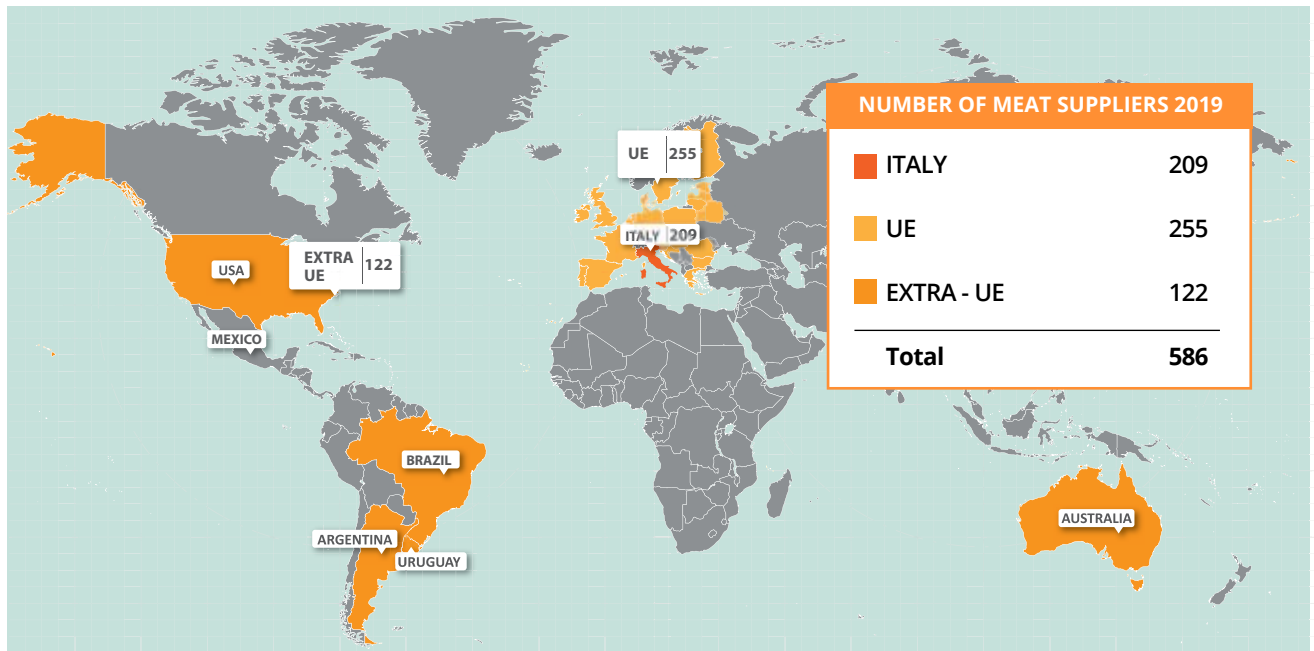 NUMBER OF MEAT SUPPLIERS 2019
ITALY 209
UE 255
EXTRA - UE 122
Total 586
UE 255
ITALY 209
EXTRA
UE 122
USA
MEXICO
BRAZIL
ARGENTINA
URUGUAY
AUSTRALIA